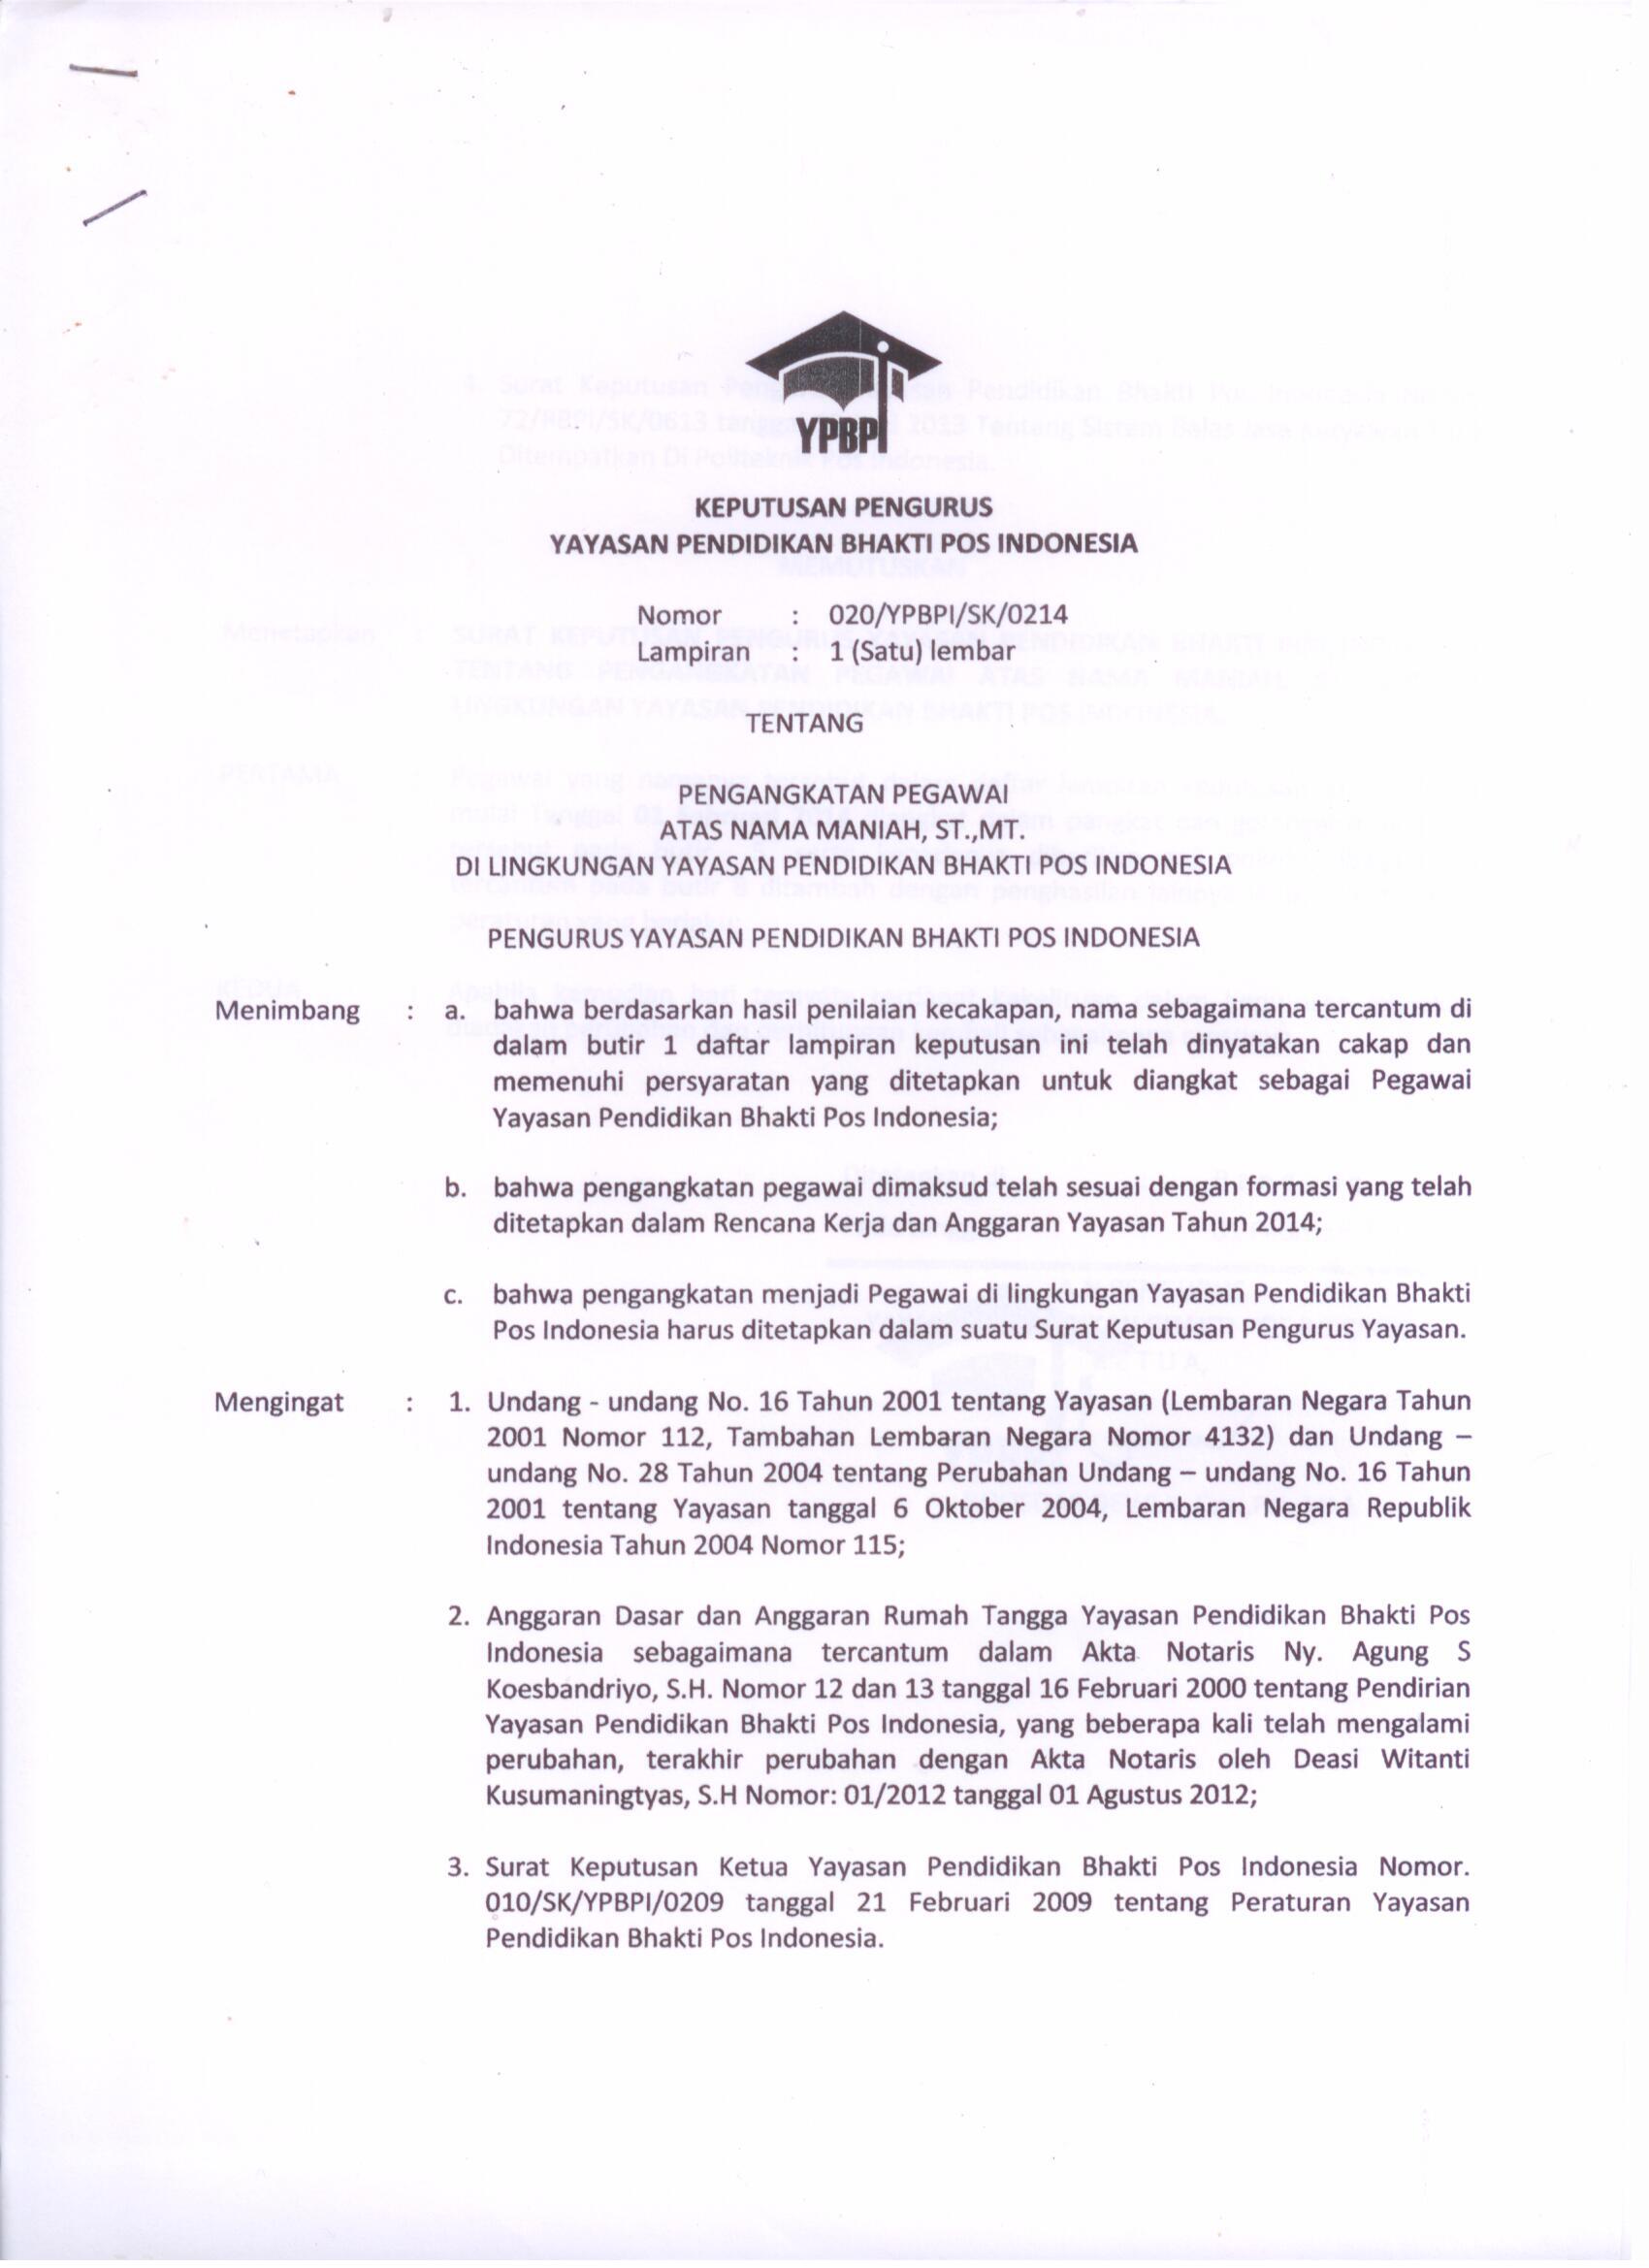 YPBPI
KEPUTUSAN PENGURUS
YAYASAN PENDIDIKAN BHAKTI POS INDONESIA
Nomor : 020/YPBPI/SK/0214
Lampiran : 1 (Satu) lembar
TENTANG
PENGANGKATAN PEGAWAI
ATAS NAMA MANIAH, ST.,MT.
DI LINGKUNGAN YAYASAN PENDIDIKAN BHAKTI POS INDONESIA
PENGURUS YAYASAN PENDIDIKAN BHAKTI POS INDONESIA
Menimbang : a. bahwa berdasarkan hasil penilaian kecakapan, nama sebagaimana tercantum di
dalam butir 1 daftar lampiran keputusan ini telah dinyatakan cakap dan
memenuhi persyaratan yang ditetapkan untuk diangkat sebagai Pegawai
Yayasan Pendidikan Bhakti Pos Indonesia;
b. bahwa pengangkatan pegawai dimaksud telah sesuai dengan formasi yang telah
ditetapkan dalam Rencana Kerja dan Anggaran Yayasan Tahun 2014;
c. bahwa pengangkatan menjadi Pegawai di lingkungan Yayasan Pendidikan Bhakti
Pos Indonesia harus ditetapkan dalam suatu Surat Keputusan Pengurus Yayasan.
Mengingat : 1. Undang - undang No. 16 Tahun 2001 tentang Yayasan (Lembaran Negara Tahun
2001 Nomor 112, Tambahan Lembaran Negara Nomor 4132) dan Undang –
undang No. 28 Tahun 2004 tentang Perubahan Undang – undang No. 16 Tahun
2001 tentang Yayasan tanggal 6 Oktober 2004, Lembaran Negara Republik
Indonesia Tahun 2004 Nomor 115;
2. Anggaran Dasar dan Anggaran Rumah Tangga Yayasan Pendidikan Bhakti Pos
Indonesia sebagaimana tercantum dalam Akta Notaris Ny. Agung S
Koesbandriyo, S.H. Nomor 12 dan 13 tanggal 16 Februari 2000 tentang Pendirian
Yayasan Pendidikan Bhakti Pos Indonesia, yang beberapa kali telah mengalami
perubahan, terakhir perubahan dengan Akta Notaris oleh Deasi Witanti
Kusumaningtyas, S.H Nomor: 01/2012 tanggal 01 Agustus 2012;
3. Surat Keputusan Ketua Yayasan Pendidikan Bhakti Pos Indonesia Nomor.
010/SK/YPBPI/0209 tanggal 21 Februari 2009 tentang Peraturan Yayasan
Pendidikan Bhakti Pos Indonesia.